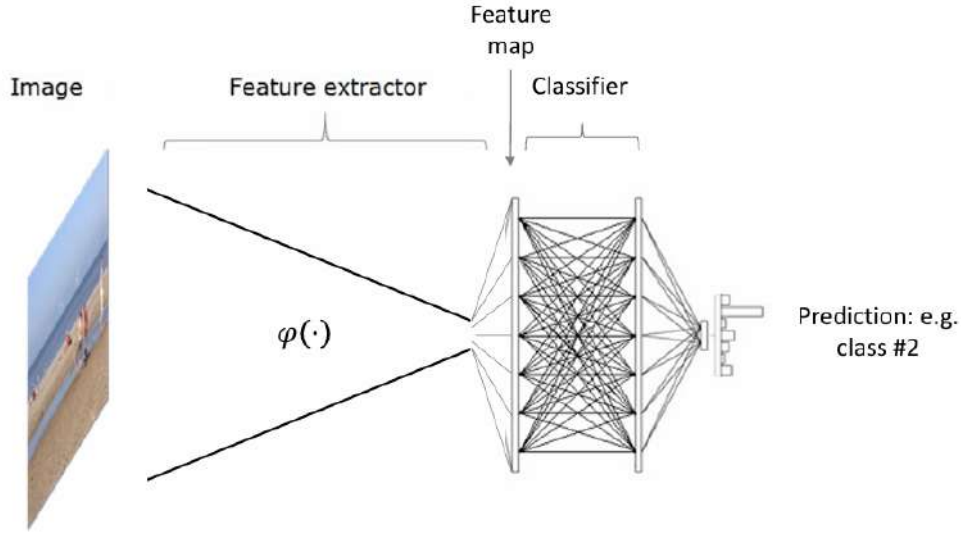 Feature
map
Image
Feature extractor
Classifier
φ(·)
Prediction: e.g.
class #2